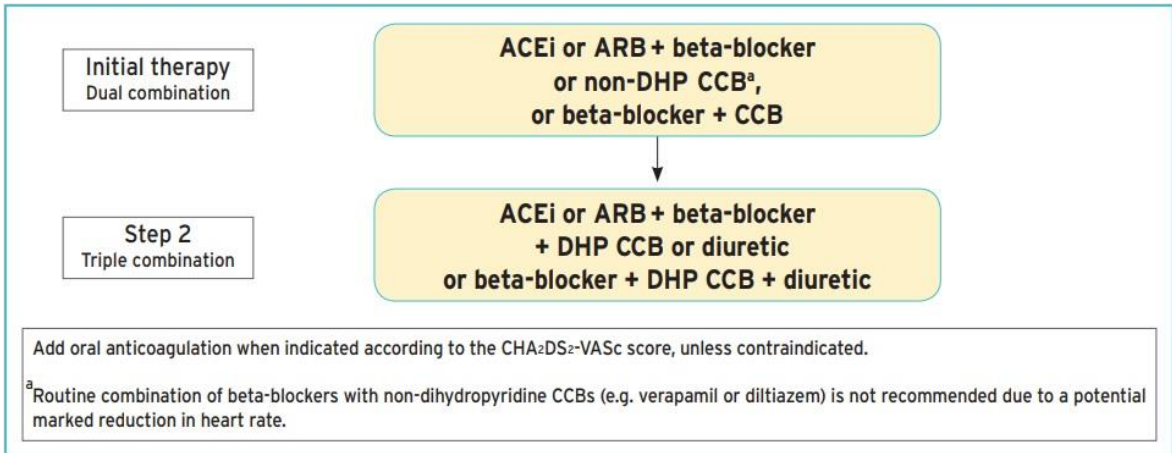 Initial therapy
Dual combination
ACEi or ARB + beta-blocker
or non-DHP CCBᵃ,
or beta-blocker + CCB
Step 2
Triple combination
ACEi or ARB + beta-blocker
+ DHP CCB or diuretic
or beta-blocker + DHP CCB + diuretic
Add oral anticoagulation when indicated according to the CHA₂DS₂-VASc score, unless contraindicated.
ᵃRoutine combination of beta-blockers with non-dihydropyridine CCBs (e.g. verapamil or diltiazem) is not recommended due to a potential
marked reduction in heart rate.